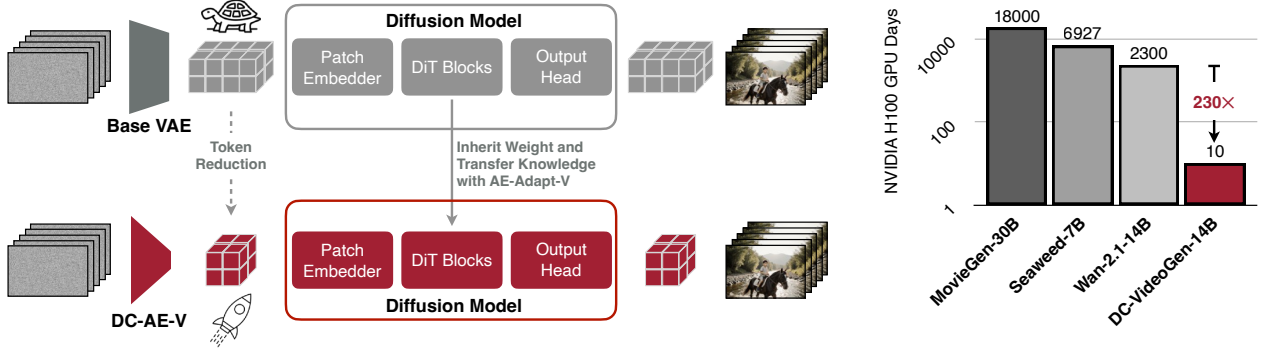 Diffusion Model
Patch
Embedder
DiT Blocks
Output
Head
Base VAE
Token
Reduction
Inherit Weight and
Transfer Knowledge
with AE-Adapt-V
Patch
Embedder
DiT Blocks
Output
Head
Diffusion Model
DC-AE-V
NVIDIA H100 GPU Days
10000
100
1
18000
6927
2300
230×
10
MovieGen-30B
Seaweed-7B
Wan-2.1-14B
DC-VideoGen-14B